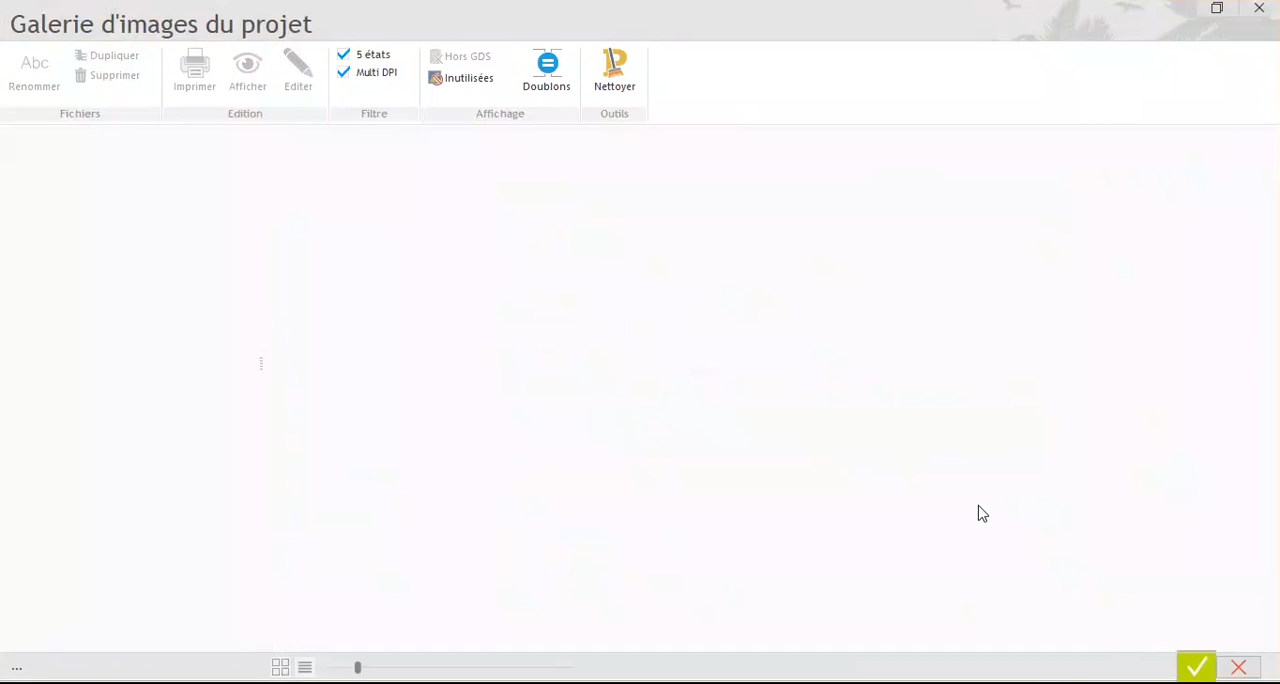 Galerie d'images du projet
Abc
Renommer
Dupliquer
Supprimer
Fichiers
Imprimer
Afficher
Editer
Edition
5 états
Multi DPI
Filtre
Hors GDS
Inutilisées
Doublons
Affichage
Nettoyer
Outils
...